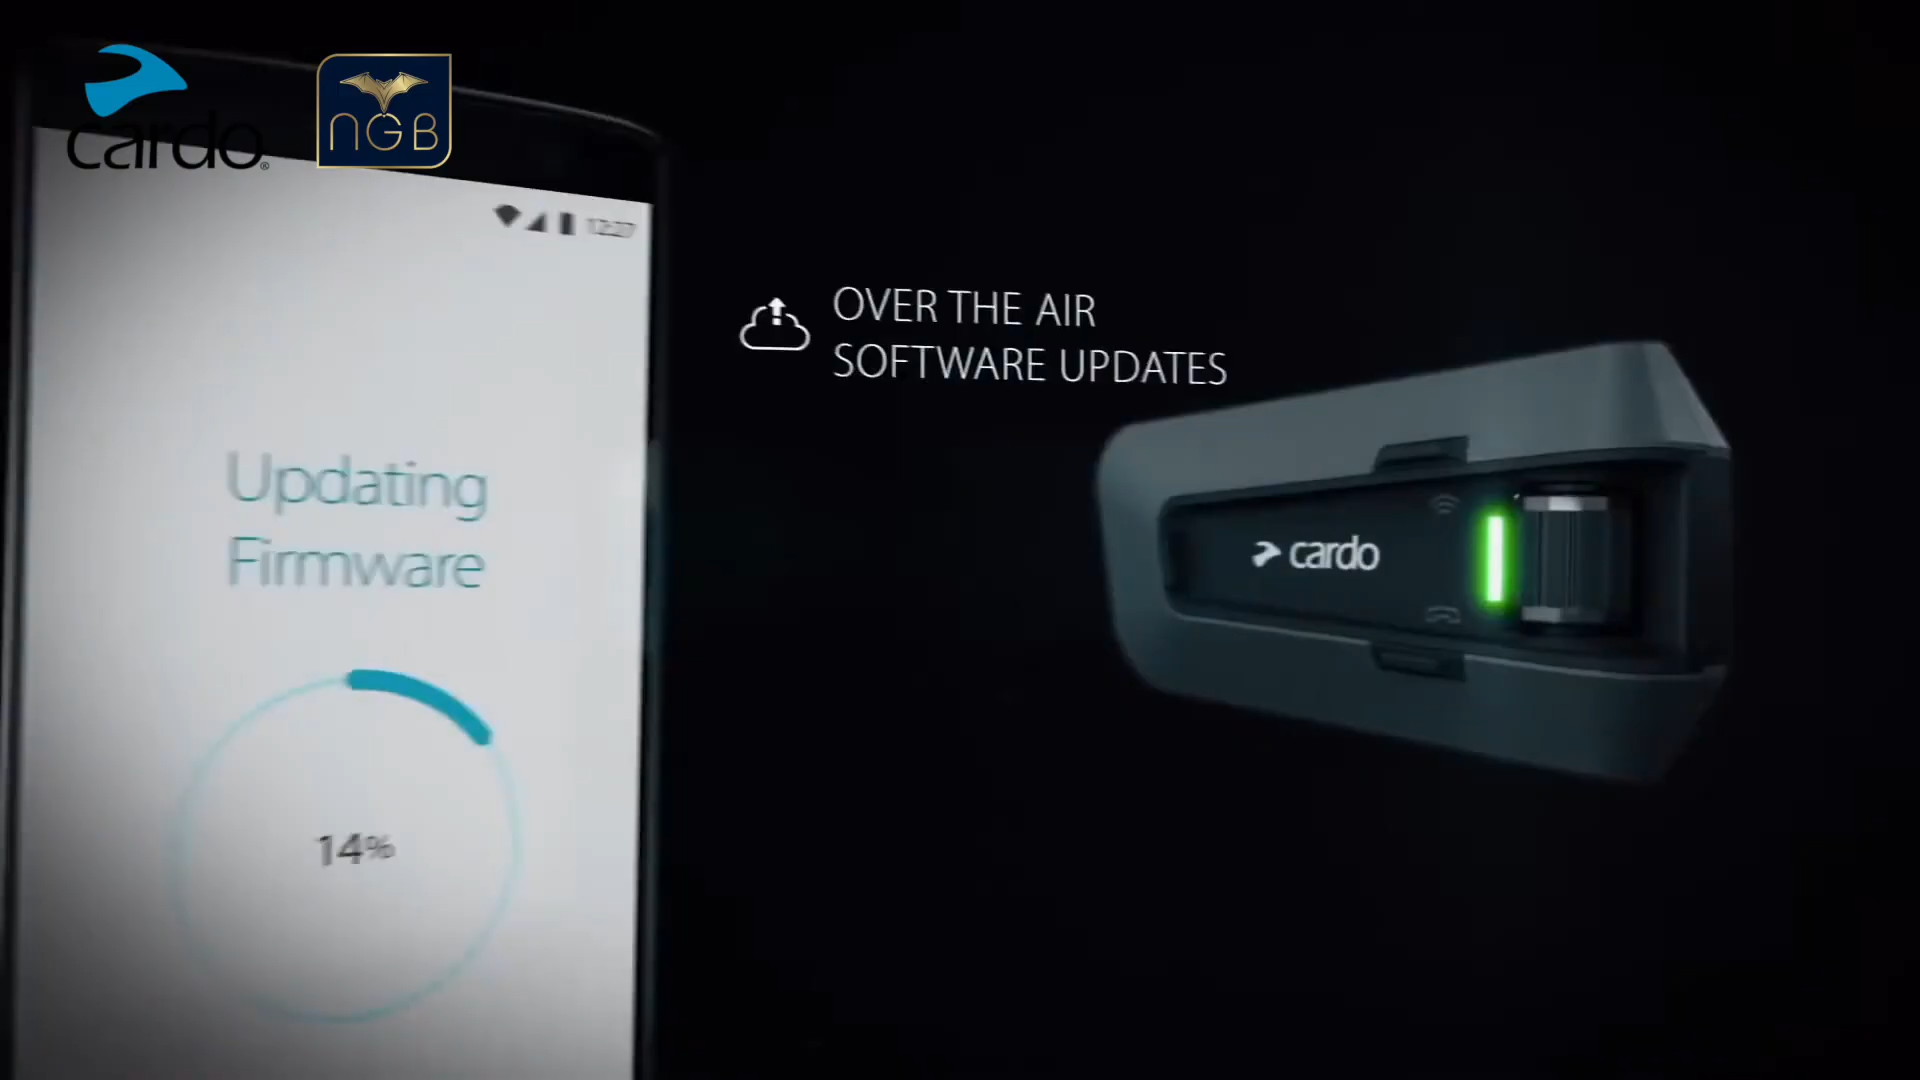 cardo®
NGB
12:27
OVER THE AIR
SOFTWARE UPDATES
Updating
Firmware
cardo
14%